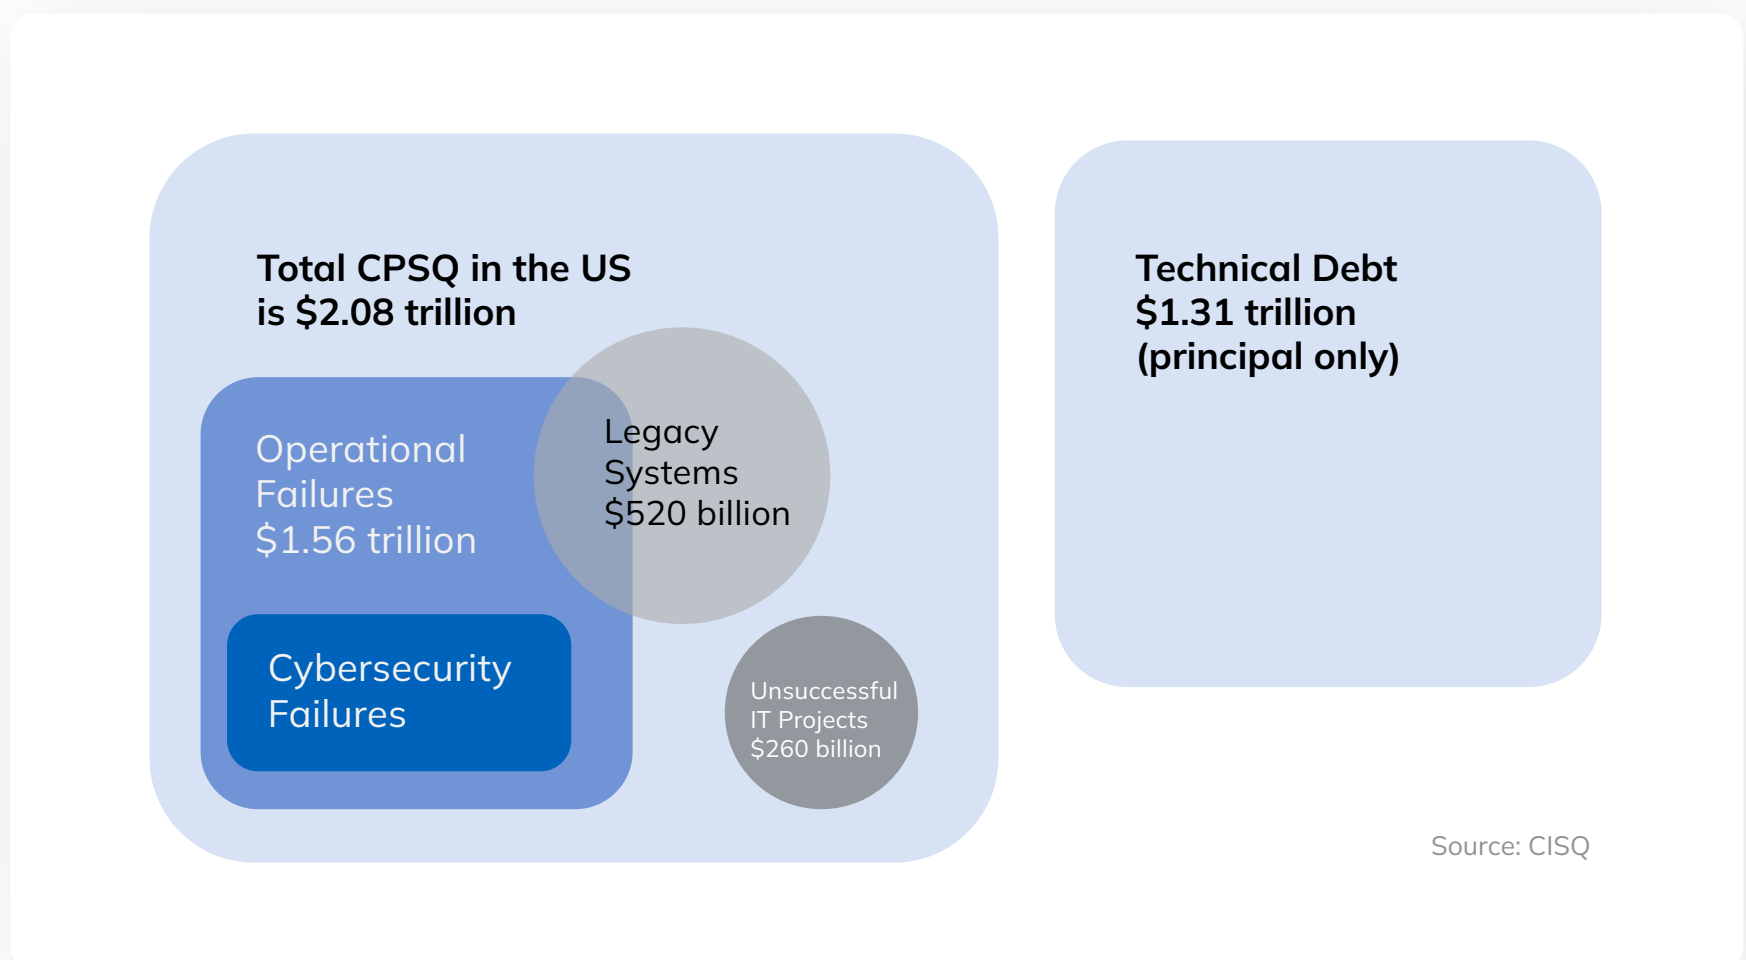 Total CPSQ in the US
is $2.08 trillion
Operational
Failures
$1.56 trillion
Legacy
Systems
$520 billion
Cybersecurity
Failures
Unsuccessful
IT Projects
$260 billion
Technical Debt
$1.31 trillion
(principal only)
Source: CISQ